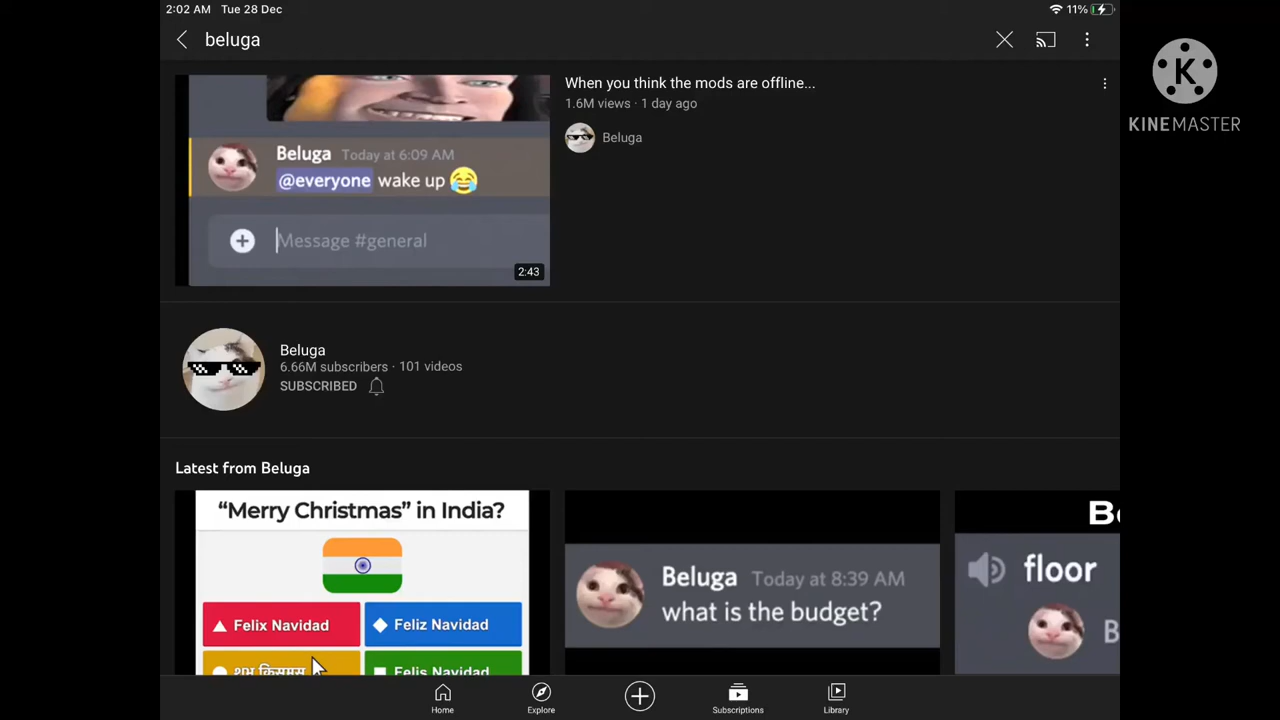 2:02 AM Tue 28 Dec
11%
beluga
KINEMASTER
When you think the mods are offline...
1.6M views · 1 day ago
Beluga
Beluga Today at 6:09 AM
@everyone wake up 😂
Message #general
2:43
Beluga
6.66M subscribers · 101 videos
SUBSCRIBED
Latest from Beluga
“Merry Christmas” in India?
Felix Navidad
Feliz Navidad
शुभ क्रिसमस
Felis Navidad
Beluga Today at 8:39 AM
what is the budget?
floor
Home
Explore
Subscriptions
Library